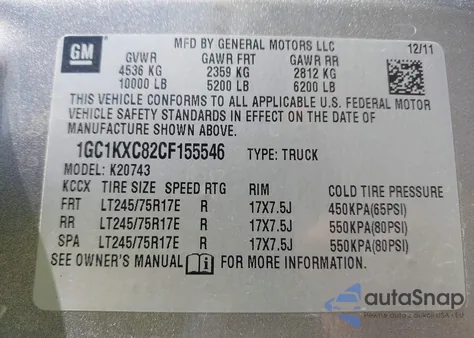 GM
MFD BY GENERAL MOTORS LLC 12/11
GVWR GAWR FRT GAWR RR
4536 KG 2359 KG 2812 KG
10000 LB 5200 LB 6200 LB
THIS VEHICLE CONFORMS TO ALL APPLICABLE U.S. FEDERAL MOTOR
VEHICLE SAFETY STANDARDS IN EFFECT ON THE DATE OF
MANUFACTURE SHOWN ABOVE.
1GC1KXC82CF155546 TYPE: TRUCK
MODEL: K20743
KCCX TIRE SIZE SPEED RTG RIM COLD TIRE PRESSURE
FRT LT245/75R17E R 17X7.5J 450KPA(65PSI)
RR LT245/75R17E R 17X7.5J 550KPA(80PSI)
SPA LT245/75R17E R 17X7.5J 550KPA(80PSI)
SEE OWNER'S MANUAL FOR MORE INFORMATION.
autaSnap